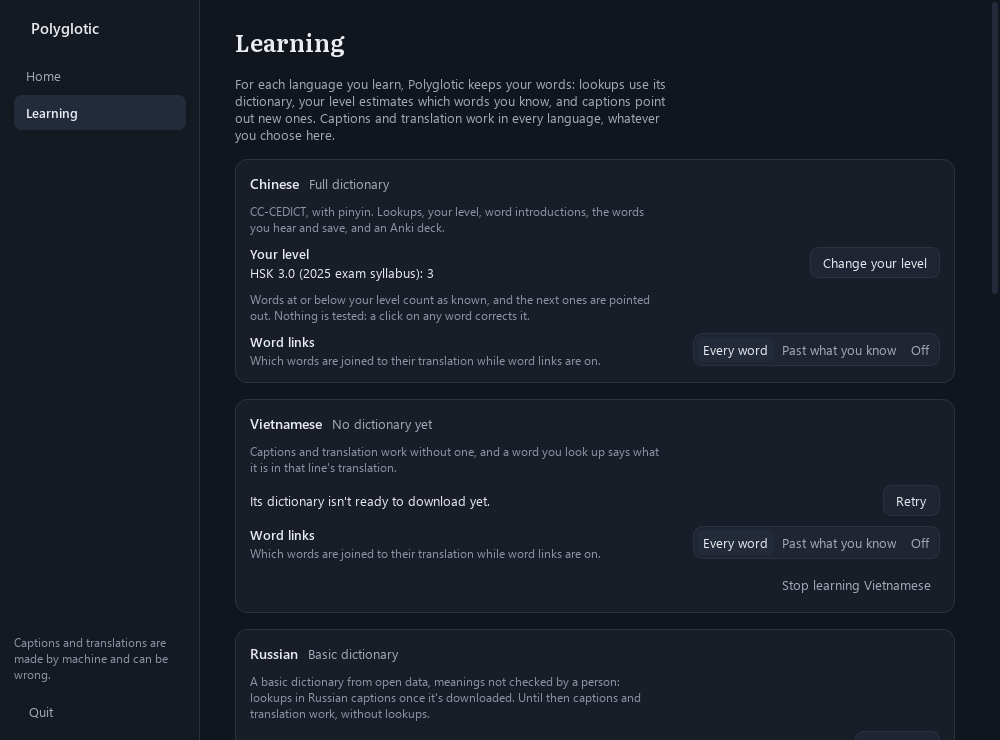 Polyglotic
Home
Learning
Captions and translations are
made by machine and can be
wrong.
Quit
Learning
For each language you learn, Polyglotic keeps your words: lookups use its
dictionary, your level estimates which words you know, and captions point
out new ones. Captions and translation work in every language, whatever
you choose here.
Chinese Full dictionary
CC-CEDICT, with pinyin. Lookups, your level, word introductions, the words
you hear and save, and an Anki deck.
Your level
HSK 3.0 (2025 exam syllabus): 3
Change your level
Words at or below your level count as known, and the next ones are pointed
out. Nothing is tested: a click on any word corrects it.
Word links
Which words are joined to their translation while word links are on.
Every word Past what you know Off
Vietnamese No dictionary yet
Captions and translation work without one, and a word you look up says what
it is in that line's translation.
Its dictionary isn't ready to download yet.
Retry
Word links
Which words are joined to their translation while word links are on.
Every word Past what you know Off
Stop learning Vietnamese
Russian Basic dictionary
A basic dictionary from open data, meanings not checked by a person:
lookups in Russian captions once it's downloaded. Until then captions and
translation work, without lookups.